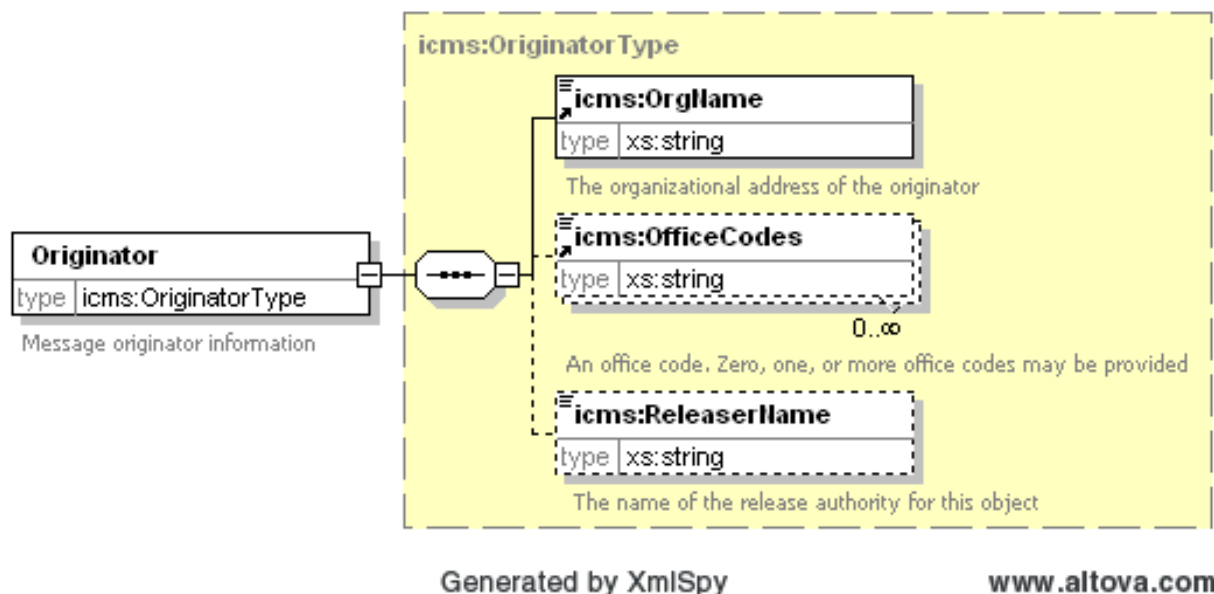 icms:OriginatorType
icms:OrgName
type xs:string
The organizational address of the originator
Originator
type icms:OriginatorType
Message originator information
icms:OfficeCodes
type xs:string
0..∞
An office code. Zero, one, or more office codes may be provided
icms:ReleaserName
type xs:string
The name of the release authority for this object
Generated by XmlSpy www.altova.com